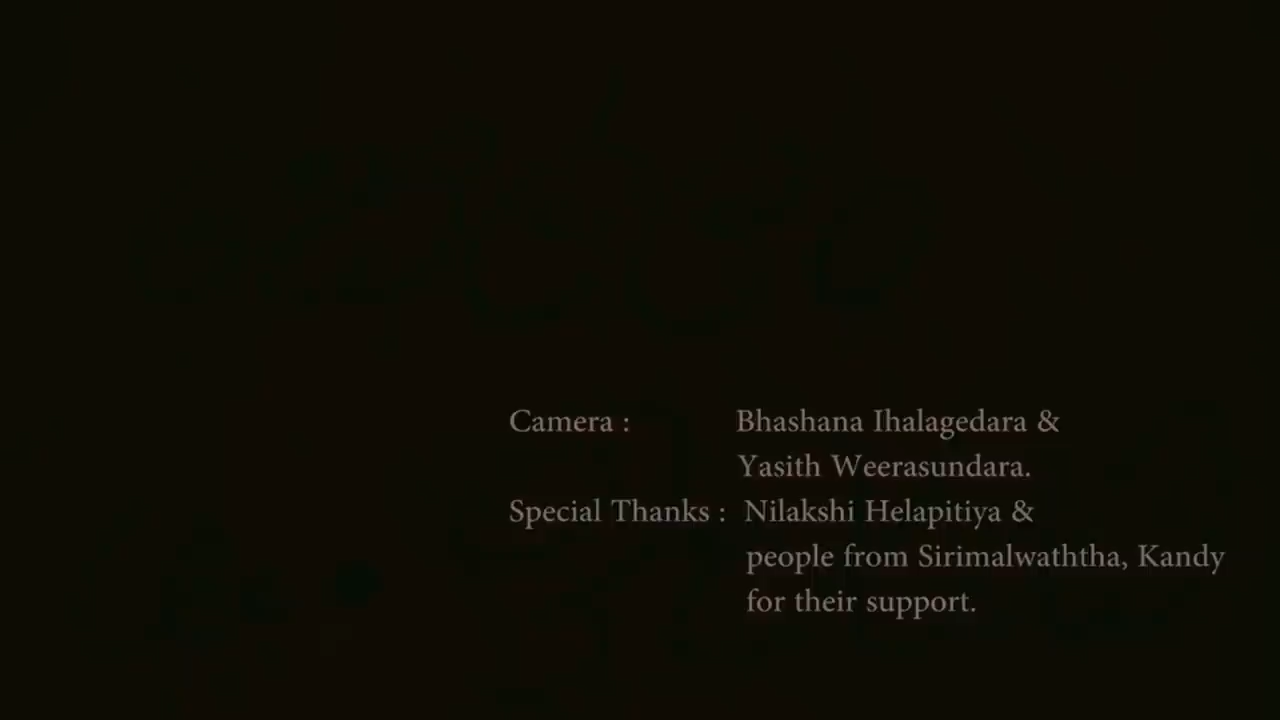 Camera : Bhashana Ihalagedara &
Yasith Weerasundara.
Special Thanks : Nilakshi Helapitiya &
people from Sirimalwaththa, Kandy
for their support.